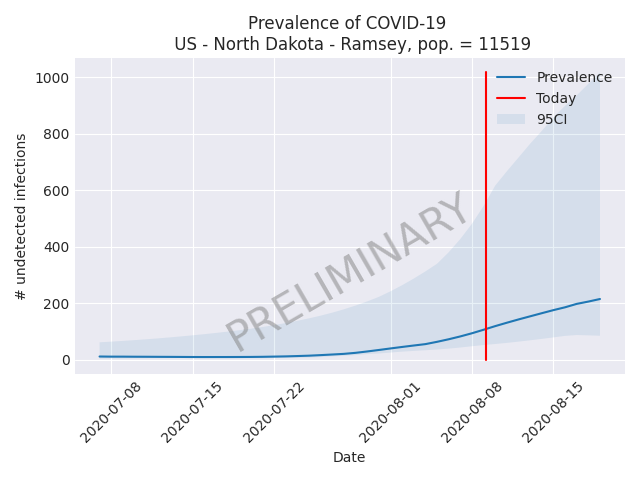 Prevalence of COVID-19
US - North Dakota - Ramsey, pop. = 11519
1000
800
600
400
200
0
# undetected infections
Prevalence
Today
95CI
PRELIMINARY
2020-07-08
2020-07-15
2020-07-22
2020-08-01
2020-08-08
2020-08-15
Date